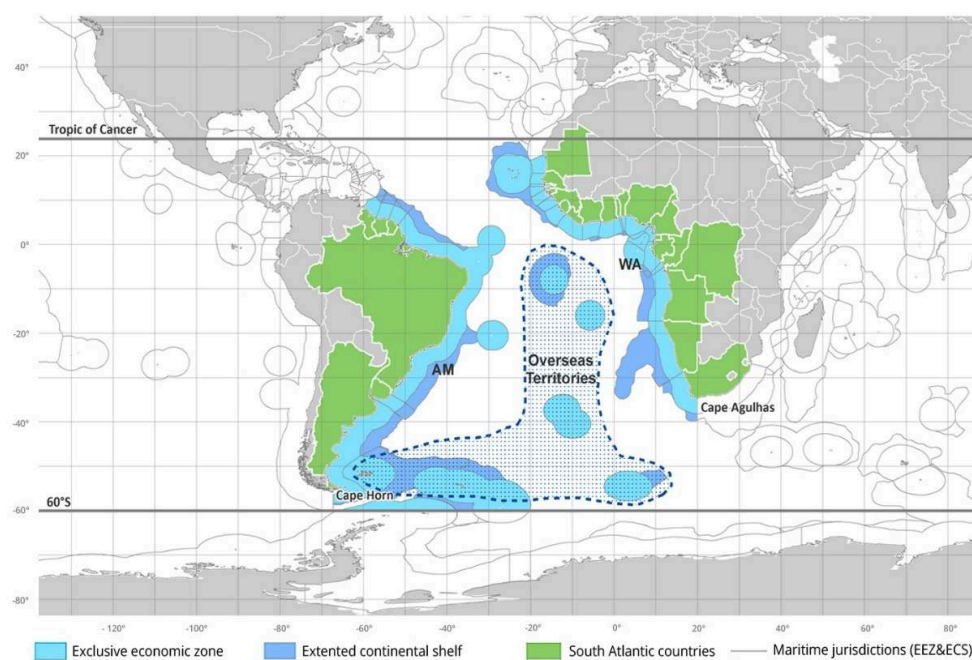 40°
Tropic of Cancer
20°
0°
WA
-20°
Overseas
Territories
AM
Cape Agulhas
-40°
Cape Horn
60°S
-60°
-80°
-120° -100° -80° -60° -40° -20° 0° 20° 40° 60° 80°
Exclusive economic zone
Extented continental shelf
South Atlantic countries
Maritime jurisdictions (EEZ&ECS)